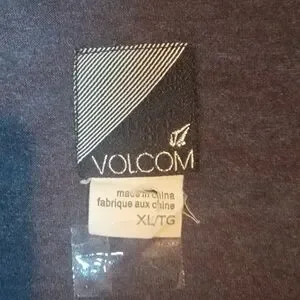 VOLCOM
made in china
fabrique aux chine
XL/TG